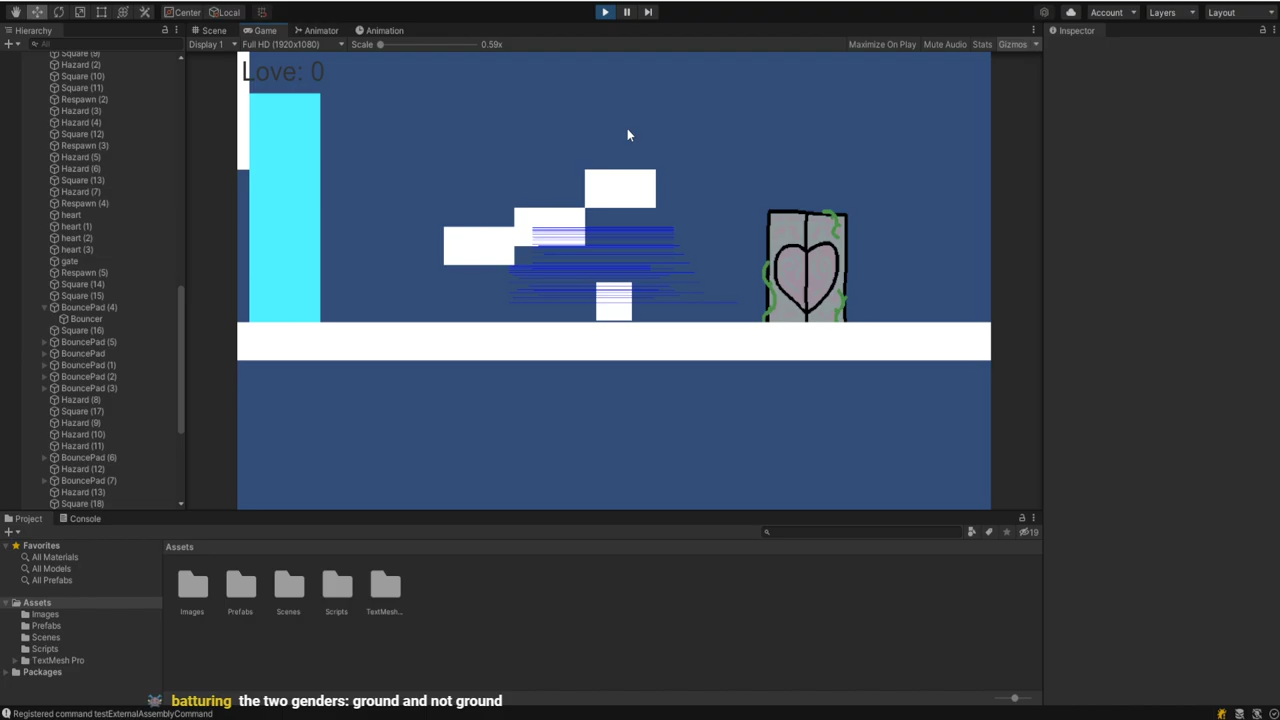 Center Local
Account Layers Layout
Hierarchy Scene Game Animator Animation Inspector
All Display 1 Full HD (1920x1080) Scale 0.59x Maximize On Play Mute Audio Stats Gizmos
Square (9)
Hazard (2)
Square (10)
Square (11)
Respawn (2)
Hazard (3)
Hazard (4)
Square (12)
Respawn (3)
Hazard (5)
Hazard (6)
Square (13)
Hazard (7)
Respawn (4)
heart
heart (1)
heart (2)
heart (3)
gate
Respawn (5)
Square (14)
Square (15)
BouncePad (4)
Bouncer
Square (16)
BouncePad (5)
BouncePad
BouncePad (1)
BouncePad (2)
BouncePad (3)
Hazard (8)
Square (17)
Hazard (9)
Hazard (10)
Hazard (11)
BouncePad (6)
Hazard (12)
BouncePad (7)
Hazard (13)
Square (18)
Love: 0
Project Console
19
Favorites
All Materials
All Models
All Prefabs
Assets
Images
Prefabs
Scenes
Scripts
TextMesh Pro
Packages
Assets
Images Prefabs Scenes Scripts TextMesh...
batturing the two genders: ground and not ground
Registered command testExternalAssemblyCommand